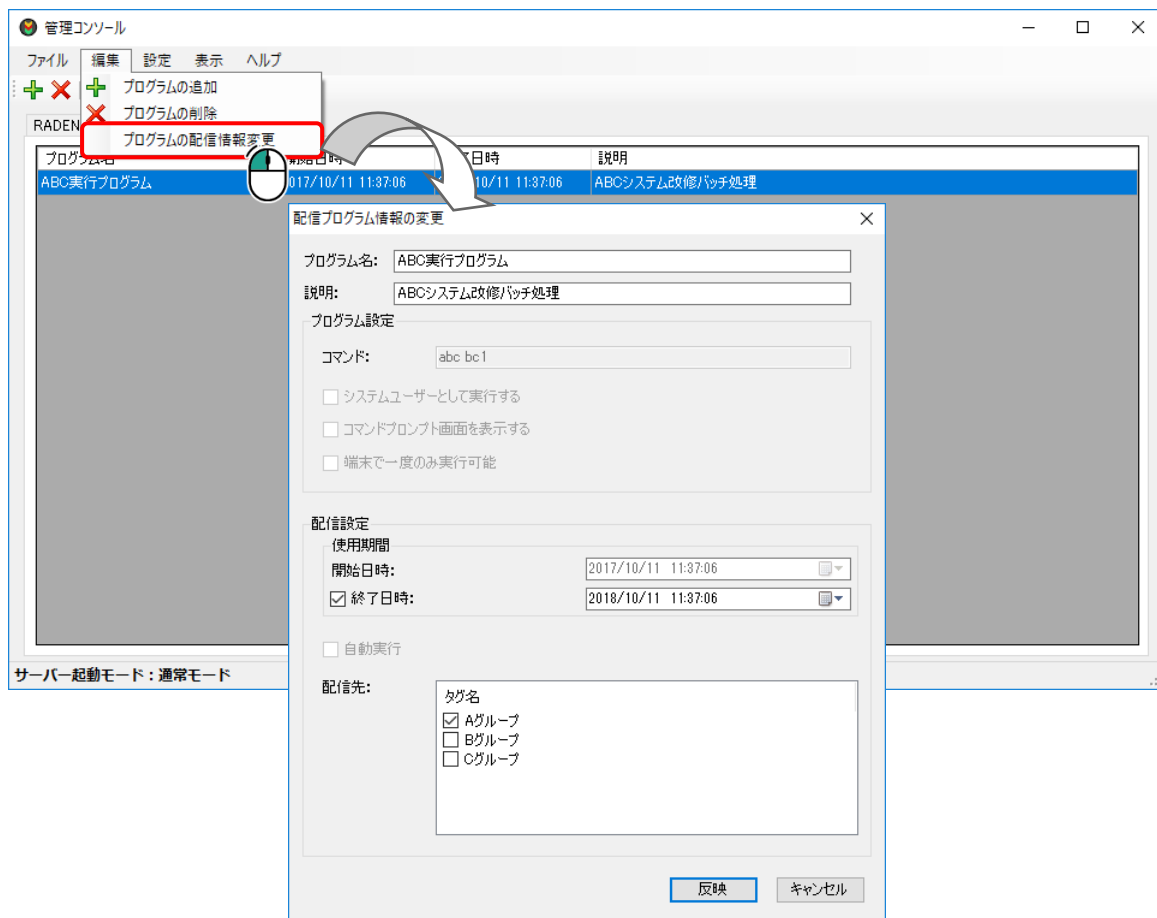 管理コンソール
ファイル 編集 設定 表示 ヘルプ
プログラムの追加
プログラムの削除
プログラムの配信情報変更
RADEN
プログラム名 開始日時 日時 説明
ABC実行プログラム 017/10/11 11:37:06 10/11 11:37:06 ABCシステム改修バッチ処理
配信プログラム情報の変更
プログラム名: ABC実行プログラム
説明: ABCシステム改修バッチ処理
プログラム設定
コマンド: abc bc1
システムユーザーとして実行する
コマンドプロンプト画面を表示する
端末で一度のみ実行可能
配信設定
使用期間
開始日時: 2017/10/11 11:37:06
終了日時: 2018/10/11 11:37:06
自動実行
配信先:
タグ名
Aグループ
Bグループ
Cグループ
反映 キャンセル
サーバー起動モード:通常モード